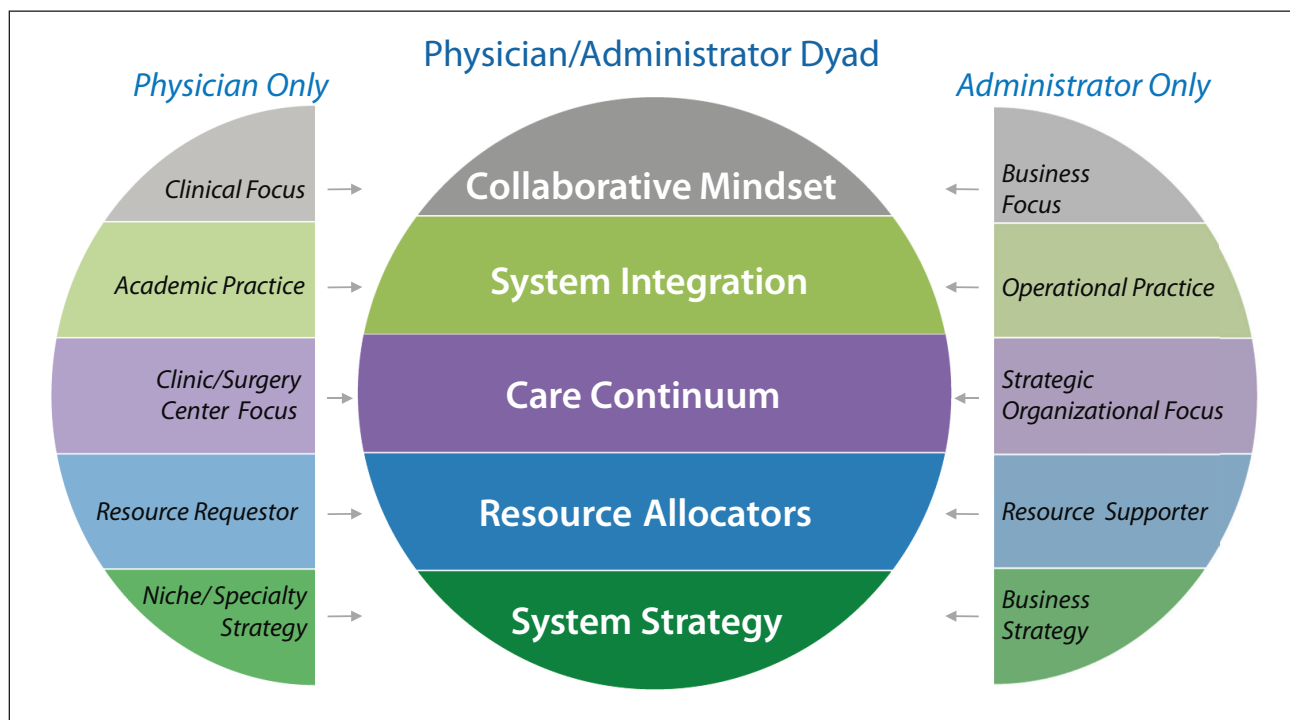 Physician/Administrator Dyad
Physician Only
Administrator Only
Clinical Focus
Collaborative Mindset
Business
Focus
Academic Practice
System Integration
Operational Practice
Clinic/Surgery
Center Focus
Care Continuum
Strategic
Organizational Focus
Resource Requestor
Resource Allocators
Resource Supporter
Niche/Specialty
Strategy
System Strategy
Business
Strategy